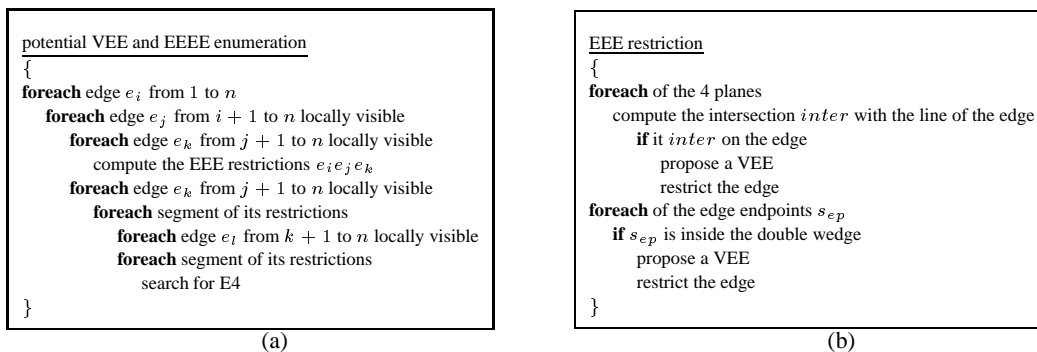 potential VEE and EEEE enumeration
{
foreach edge e_i from 1 to n
foreach edge e_j from i + 1 to n locally visible
foreach edge e_k from j + 1 to n locally visible
compute the EEE restrictions e_i e_j e_k
foreach edge e_k from j + 1 to n locally visible
foreach segment of its restrictions
foreach edge e_l from k + 1 to n locally visible
foreach segment of its restrictions
search for E4
}
(a)
EEE restriction
{
foreach of the 4 planes
compute the intersection inter with the line of the edge
if it inter on the edge
propose a VEE
restrict the edge
foreach of the edge endpoints s_ep
if s_ep is inside the double wedge
propose a VEE
restrict the edge
}
(b)